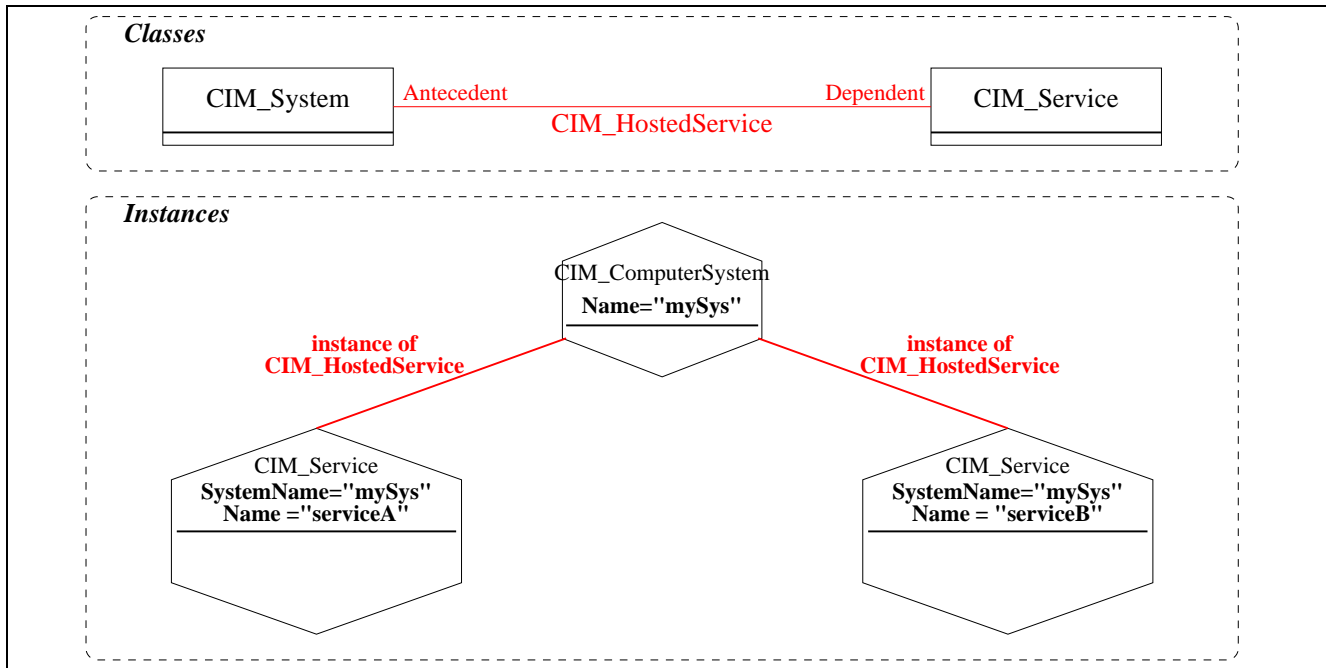 Classes
CIM_System
Antecedent
Dependent
CIM_HostedService
CIM_Service
Instances
CIM_ComputerSystem
Name="mySys"
instance of
CIM_HostedService
instance of
CIM_HostedService
CIM_Service
SystemName="mySys"
Name ="serviceA"
CIM_Service
SystemName="mySys"
Name = "serviceB"